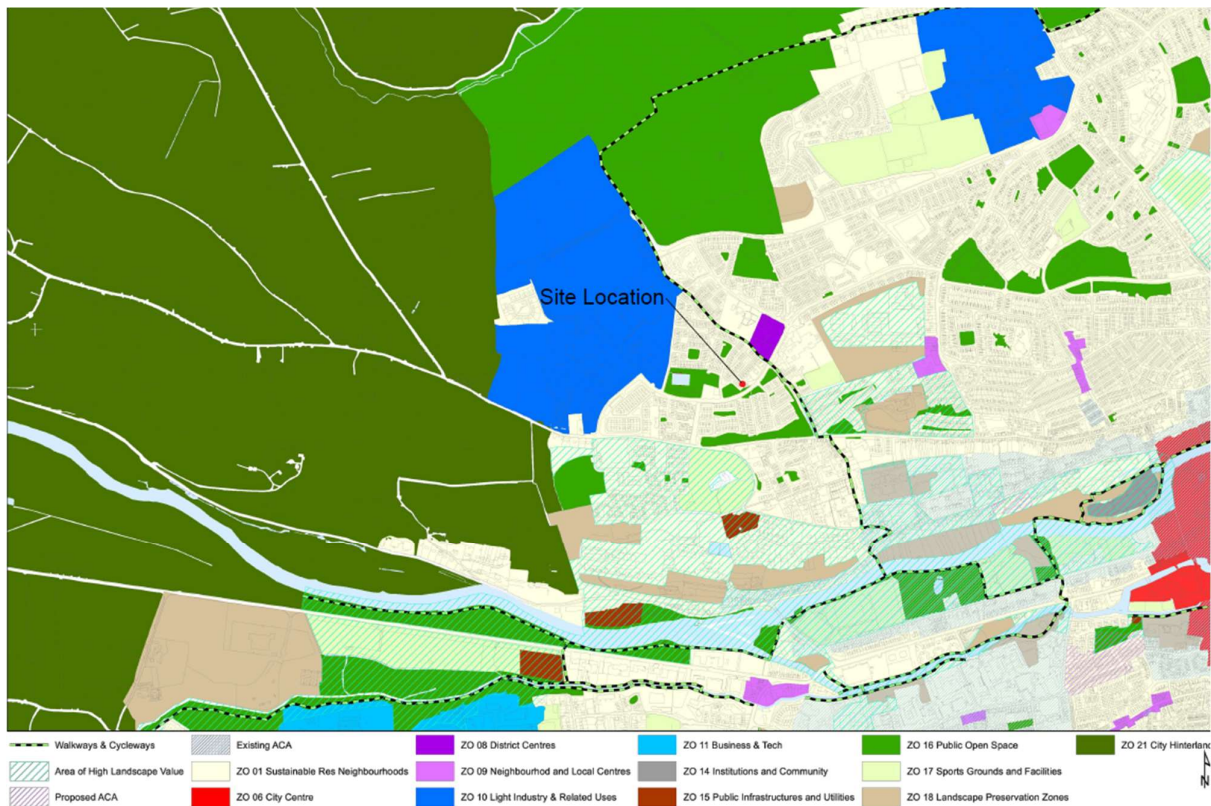 Site Location
Walkways & Cycleways
Existing ACA
ZO 08 District Centres
ZO 11 Business & Tech
ZO 16 Public Open Space
ZO 21 City Hinterland
Area of High Landscape Value
ZO 01 Sustainable Res Neighbourhoods
ZO 09 Neighbourhod and Local Centres
ZO 14 Institutions and Community
ZO 17 Sports Grounds and Facilities
Proposed ACA
ZO 06 City Centre
ZO 10 Light Industry & Related Uses
ZO 15 Public Infrastructures and Utilities
ZO 18 Landscape Preservation Zones